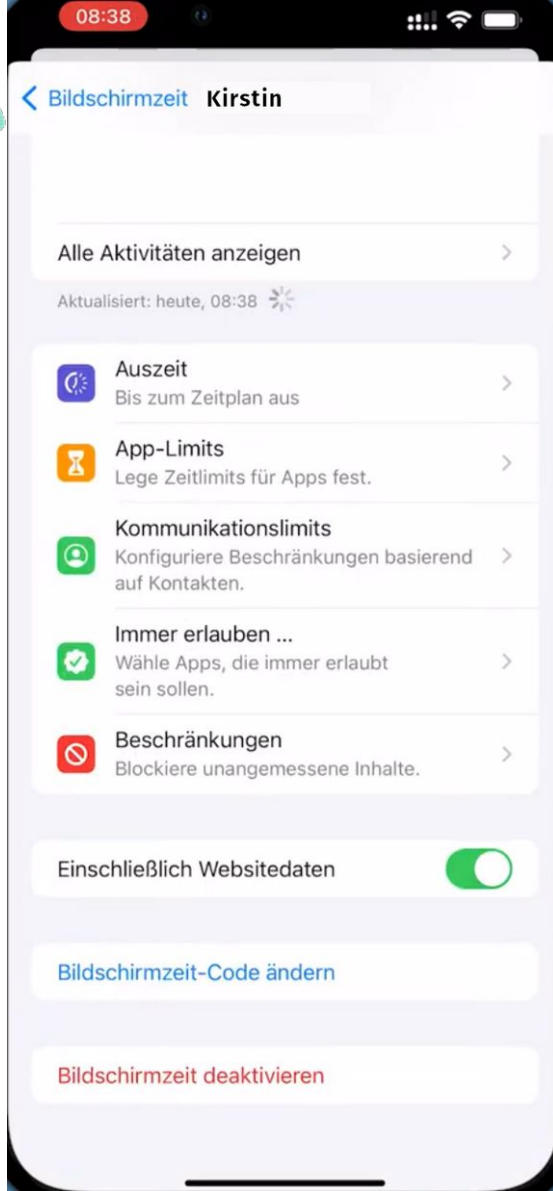 08:38
Bildschirmzeit Kirstin
Alle Aktivitäten anzeigen
Aktualisiert: heute, 08:38
Auszeit
Bis zum Zeitplan aus
App-Limits
Lege Zeitlimits für Apps fest.
Kommunikationslimits
Konfiguriere Beschränkungen basierend
auf Kontakten.
Immer erlauben ...
Wähle Apps, die immer erlaubt
sein sollen.
Beschränkungen
Blockiere unangemessene Inhalte.
Einschließlich Websitedaten
Bildschirmzeit-Code ändern
Bildschirmzeit deaktivieren